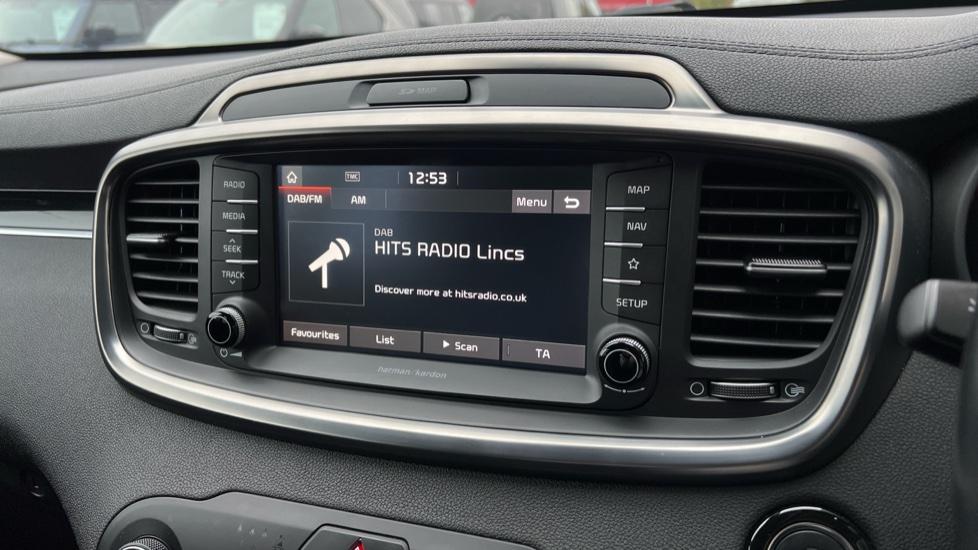 SD MAP
RADIO
MEDIA
SEEK
TRACK
TMC
12:53
DAB/FM AM Menu
DAB
HITS RADIO Lincs
Discover more at hitsradio.co.uk
Favourites List Scan TA
harman/kardon
MAP
NAV
SETUP